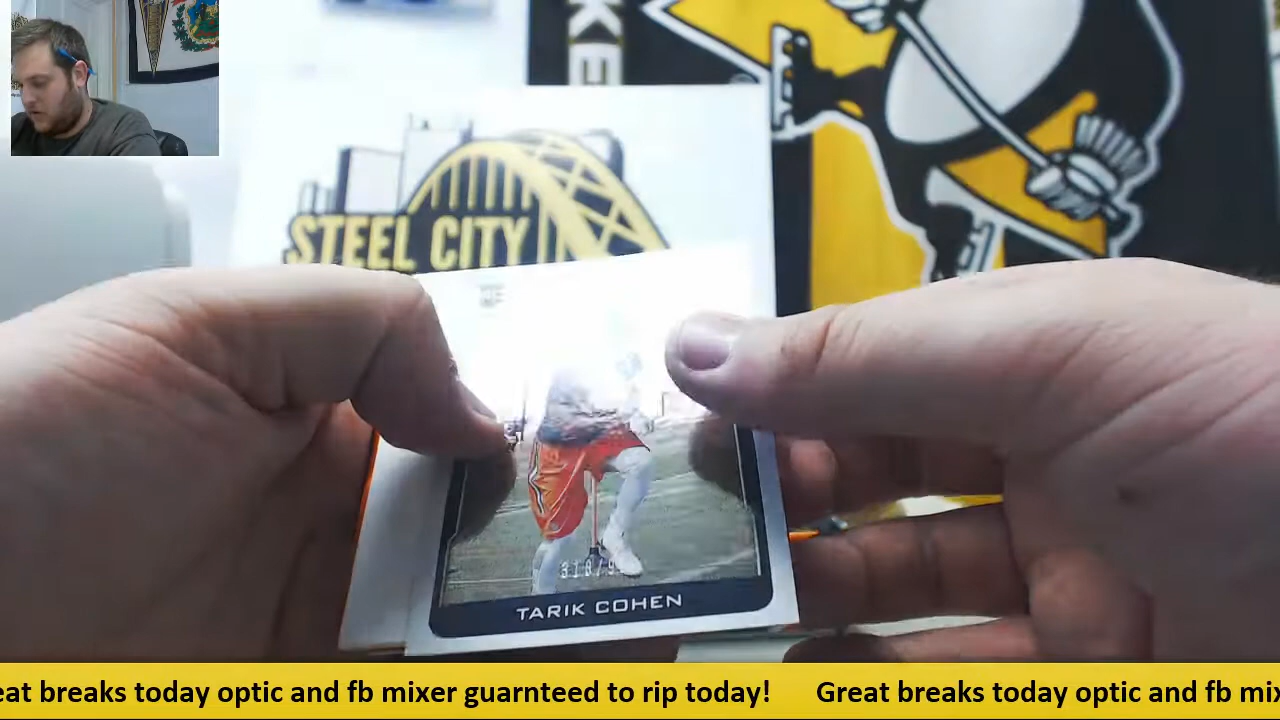 KE
STEEL CITY
TARIK COHEN
eat breaks today optic and fb mixer guarnteed to rip today! Great breaks today optic and fb mix